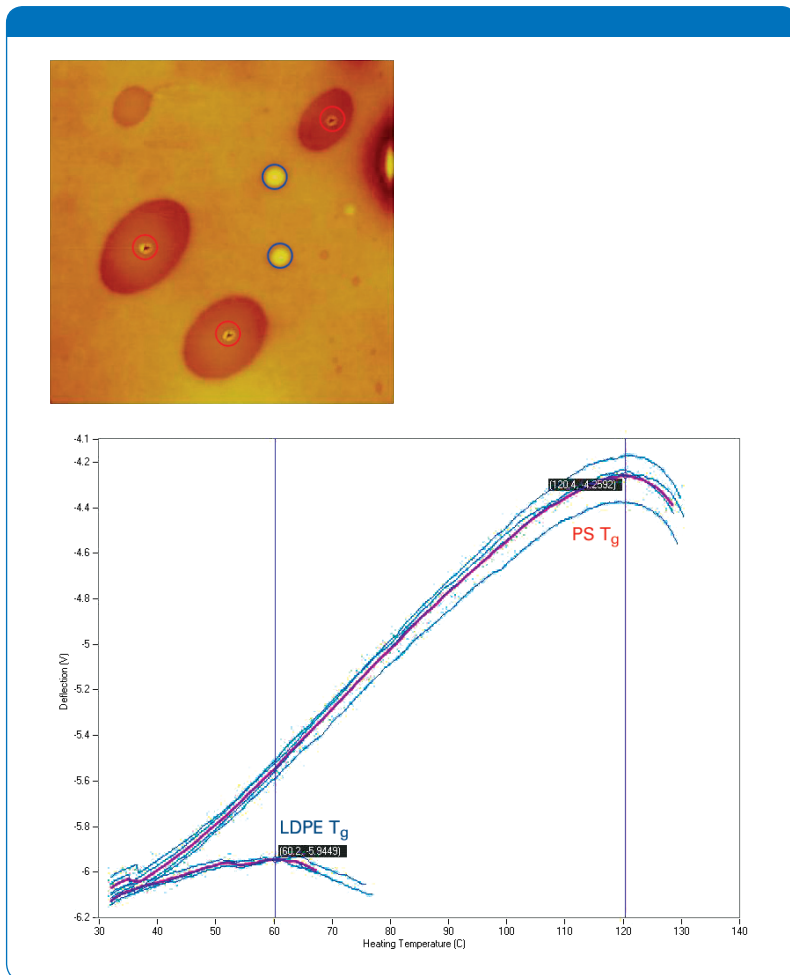 -4.1
-4.2
-4.4
-4.6
-4.8
-5
-5.2
-5.4
-5.6
-5.8
-6
-6.2
Deflection (V)
(120.4, -4.2592)
PS Tg
LDPE Tg
(60.2, -5.9449)
30 40 50 60 70 80 90 100 110 120 130 140
Heating Temperature (C)